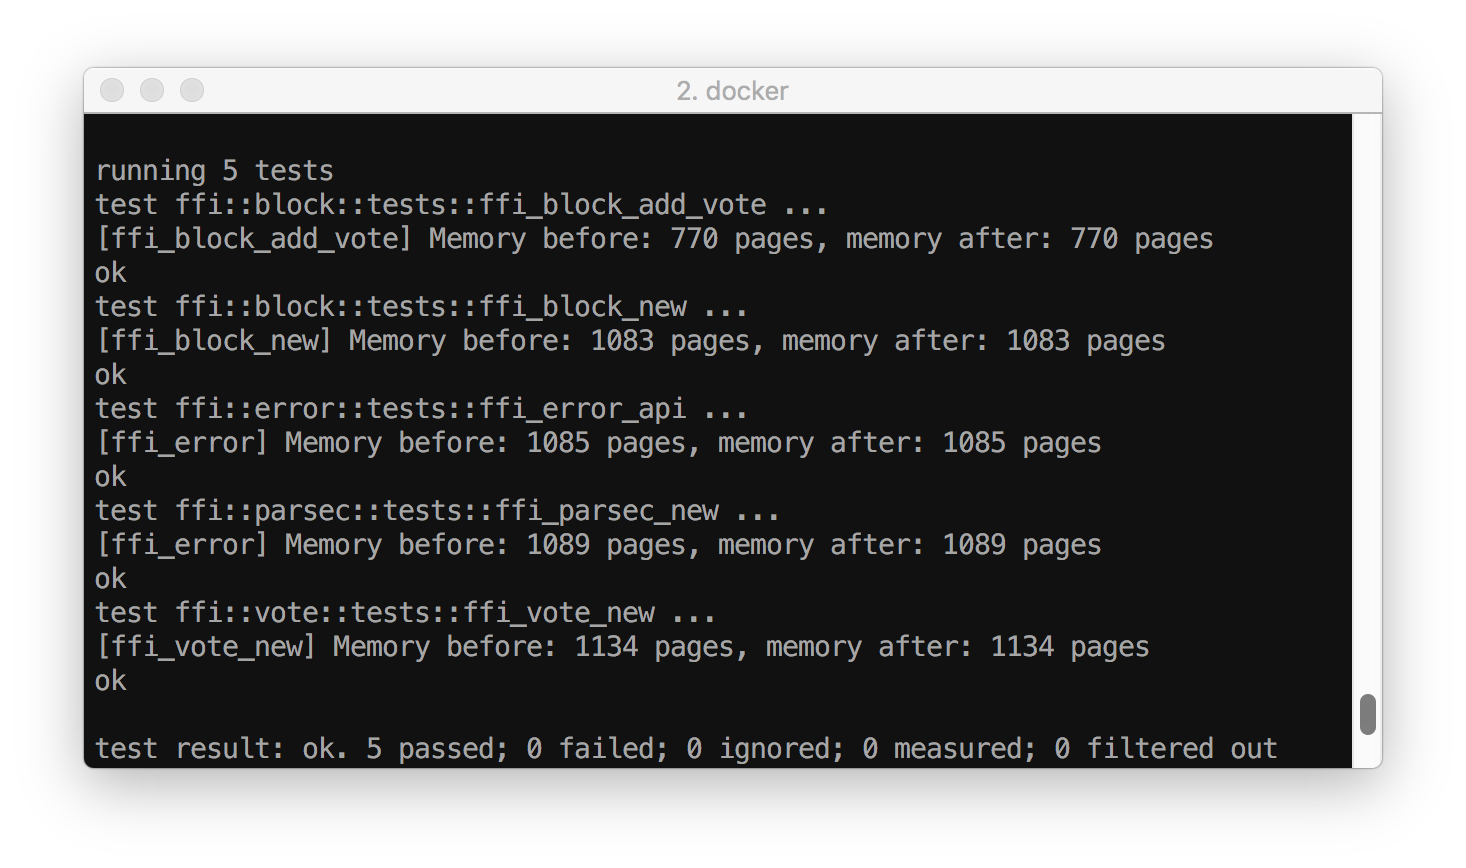 2. docker
running 5 tests
test ffi::block::tests::ffi_block_add_vote ...
[ffi_block_add_vote] Memory before: 770 pages, memory after: 770 pages
ok
test ffi::block::tests::ffi_block_new ...
[ffi_block_new] Memory before: 1083 pages, memory after: 1083 pages
ok
test ffi::error::tests::ffi_error_api ...
[ffi_error] Memory before: 1085 pages, memory after: 1085 pages
ok
test ffi::parsec::tests::ffi_parsec_new ...
[ffi_error] Memory before: 1089 pages, memory after: 1089 pages
ok
test ffi::vote::tests::ffi_vote_new ...
[ffi_vote_new] Memory before: 1134 pages, memory after: 1134 pages
ok
test result: ok. 5 passed; 0 failed; 0 ignored; 0 measured; 0 filtered out